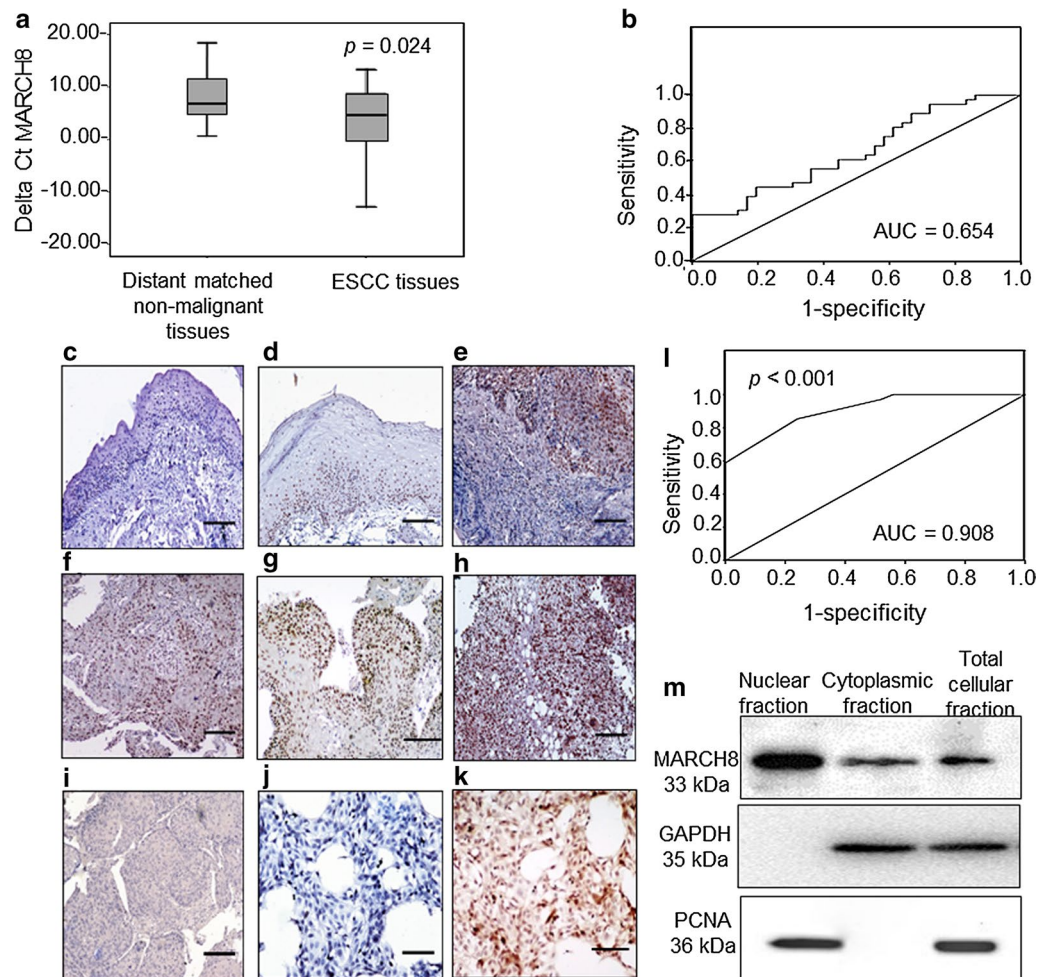 a
20.00
10.00
0.00
-10.00
-20.00
Delta Ct MARCH8
p = 0.024
Distant matched
non-malignant
tissues
ESCC tissues
b
1.0
0.8
0.6
0.4
0.2
0.0
Sensitivity
AUC = 0.654
0.0 0.2 0.4 0.6 0.8 1.0
1-specificity
c
d
e
f
g
h
i
j
k
l
p < 0.001
1.0
0.8
0.6
0.4
0.2
0.0
Sensitivity
AUC = 0.908
0.0 0.2 0.4 0.6 0.8 1.0
1-specificity
m
Nuclear
fraction
Cytoplasmic
fraction
Total
cellular
fraction
MARCH8
33 kDa
GAPDH
35 kDa
PCNA
36 kDa